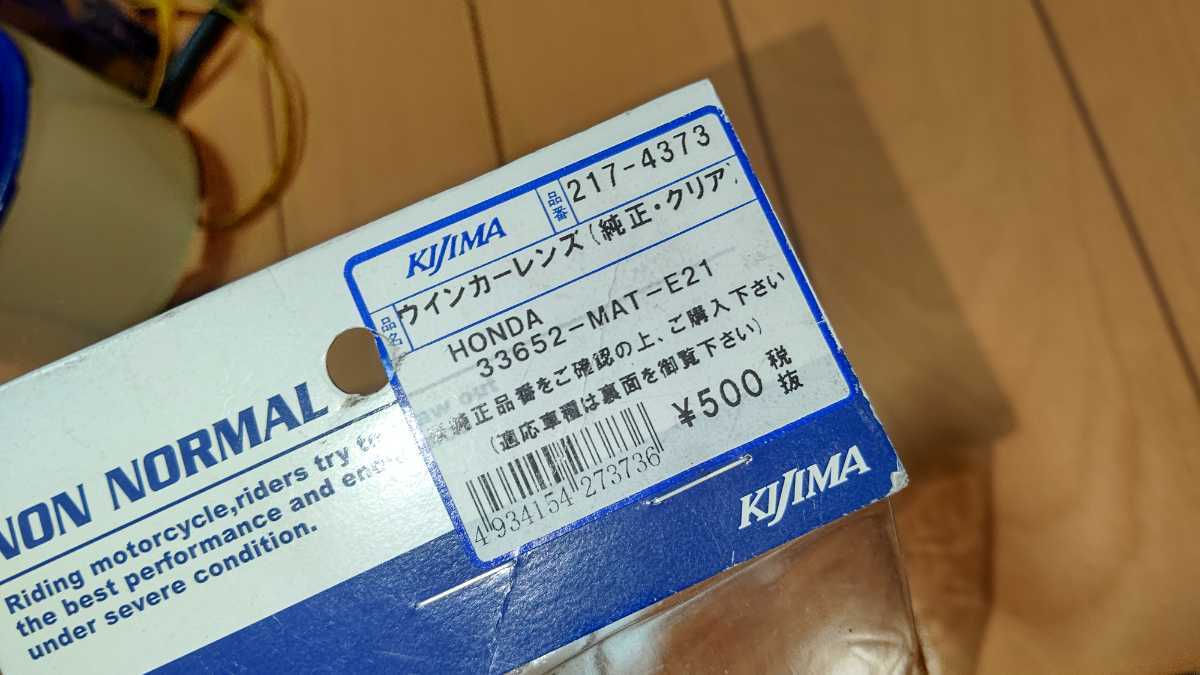 KIJIMA
品番
217-4373
品名
ウインカーレンズ(純正・クリア
HONDA
33652-MAT-E21
純正品番をご確認の上、ご購入下さい
(適応車種は裏面を御覧下さい)
¥500 税抜
4934154273736
KIJIMA
NON NORMAL
Riding motorcycle,riders try to
the best performance and
under severe condition.